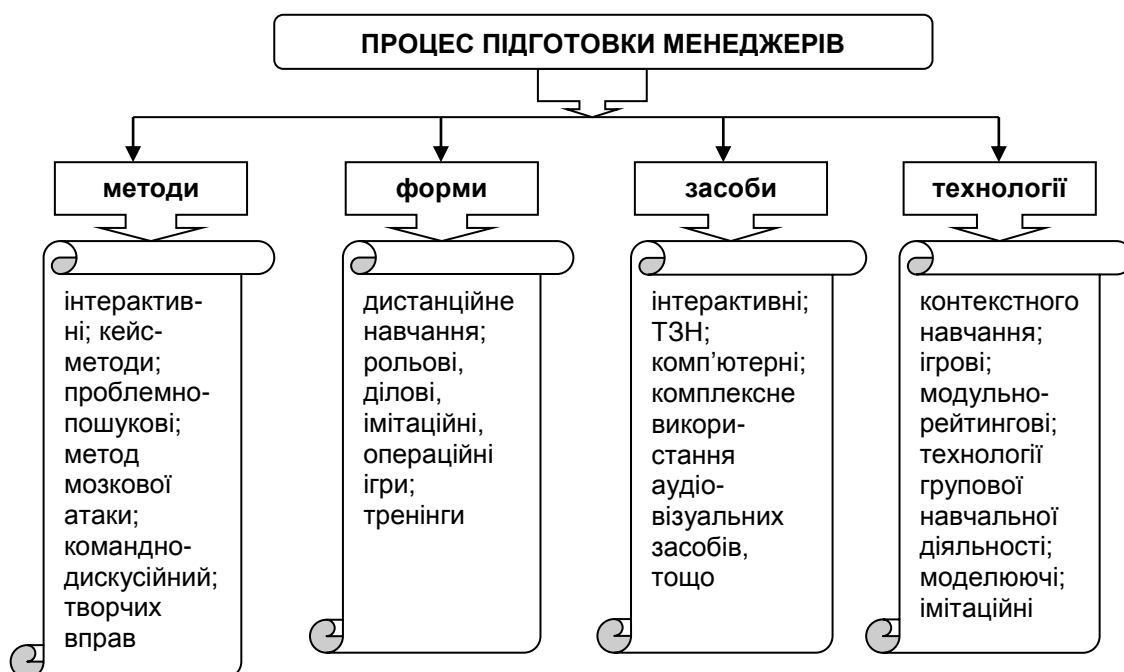 ПРОЦЕС ПІДГОТОВКИ МЕНЕДЖЕРІВ
методи
форми
засоби
технології
інтерактив-
ні; кейс-
методи;
проблемно-
пошукові;
метод
мозкової
атаки;
командно-
дискусійний;
творчих
вправ
дистанційне
навчання;
рольові,
ділові,
імітаційні,
операційні
ігри;
тренінги
інтерактивні;
ТЗН;
комп’ютерні;
комплексне
викори-
стання
аудіо-
візуальних
засобів,
тощо
контекстного
навчання;
ігрові;
модульно-
рейтингові;
технології
групової
навчальної
діяльності;
моделюючі;
імітаційні